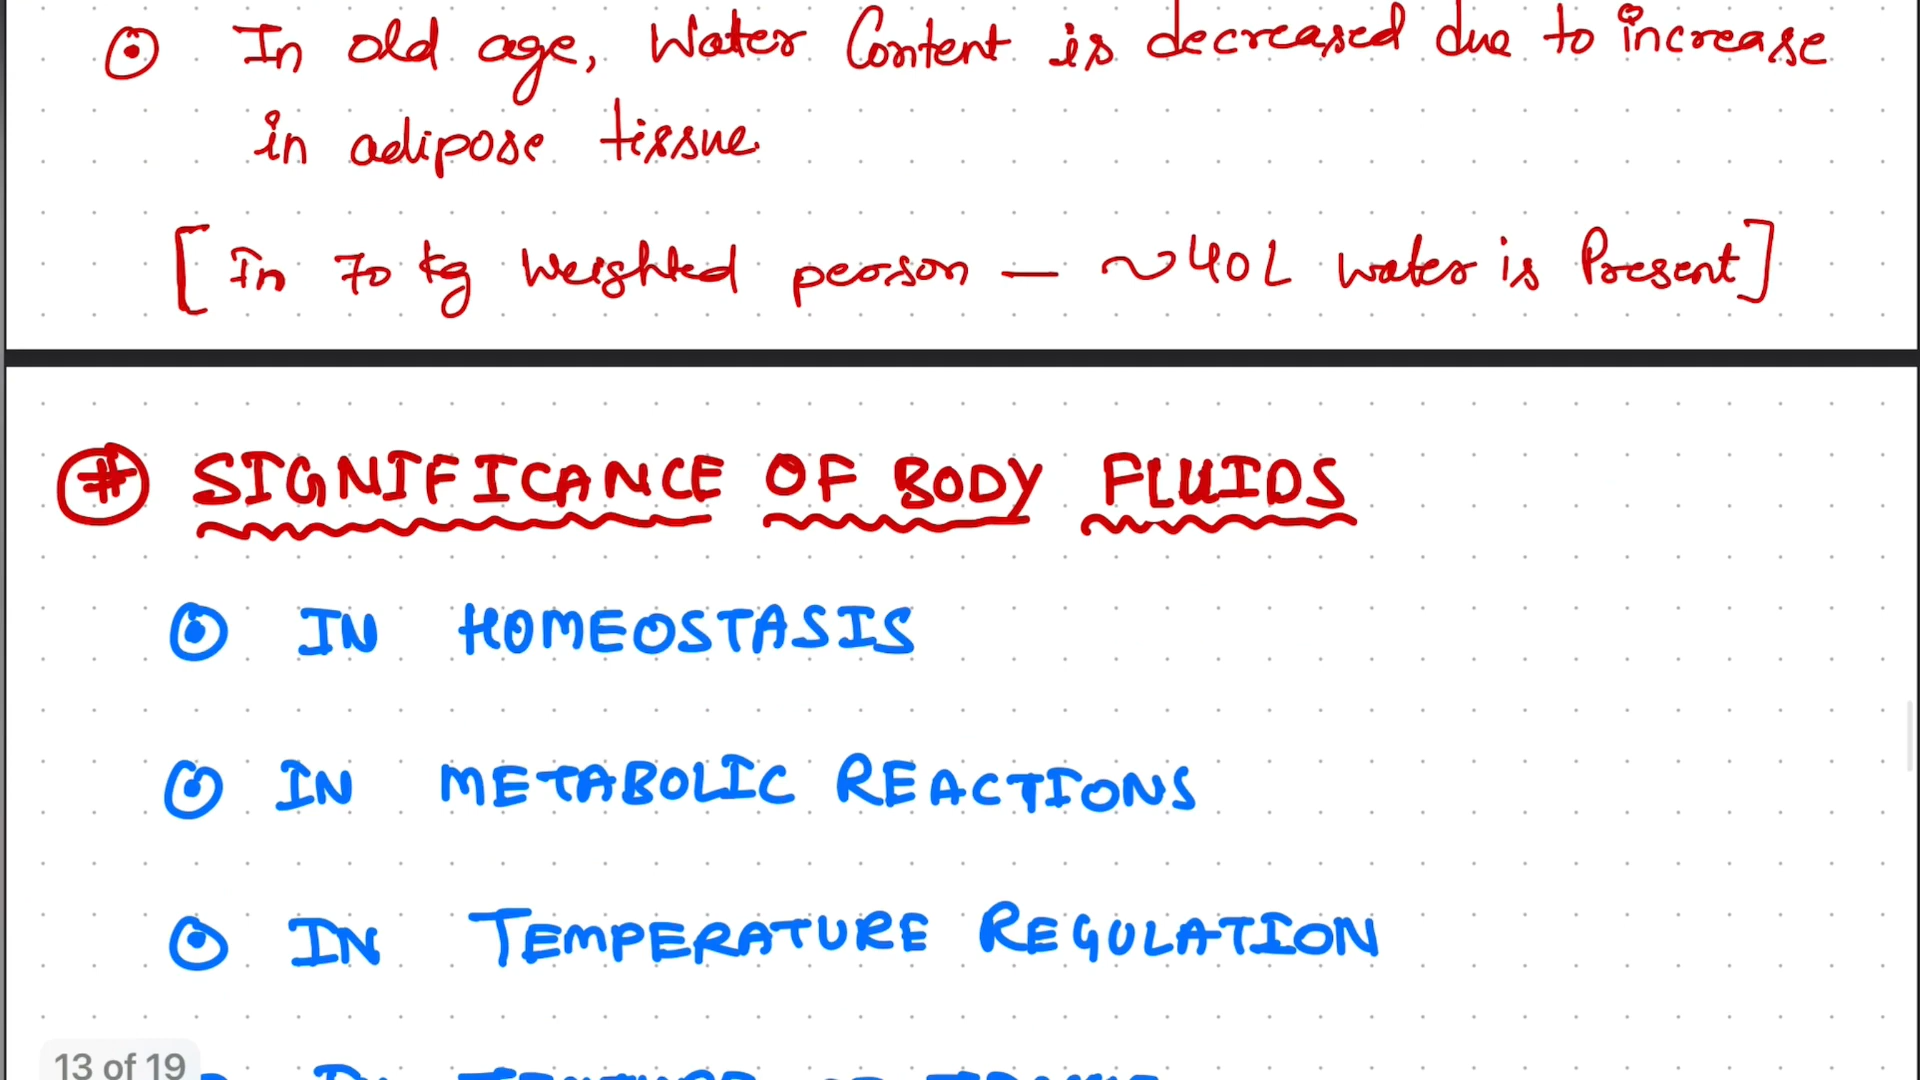 In old age, Water Content is decreased due to increase
in adipose tissue
[In 70 kg Weighted person — ~40L water is Present]
# SIGNIFICANCE OF BODY FLUIDS
IN HOMEOSTASIS
IN METABOLIC REACTIONS
IN TEMPERATURE REGULATION
13 of 19